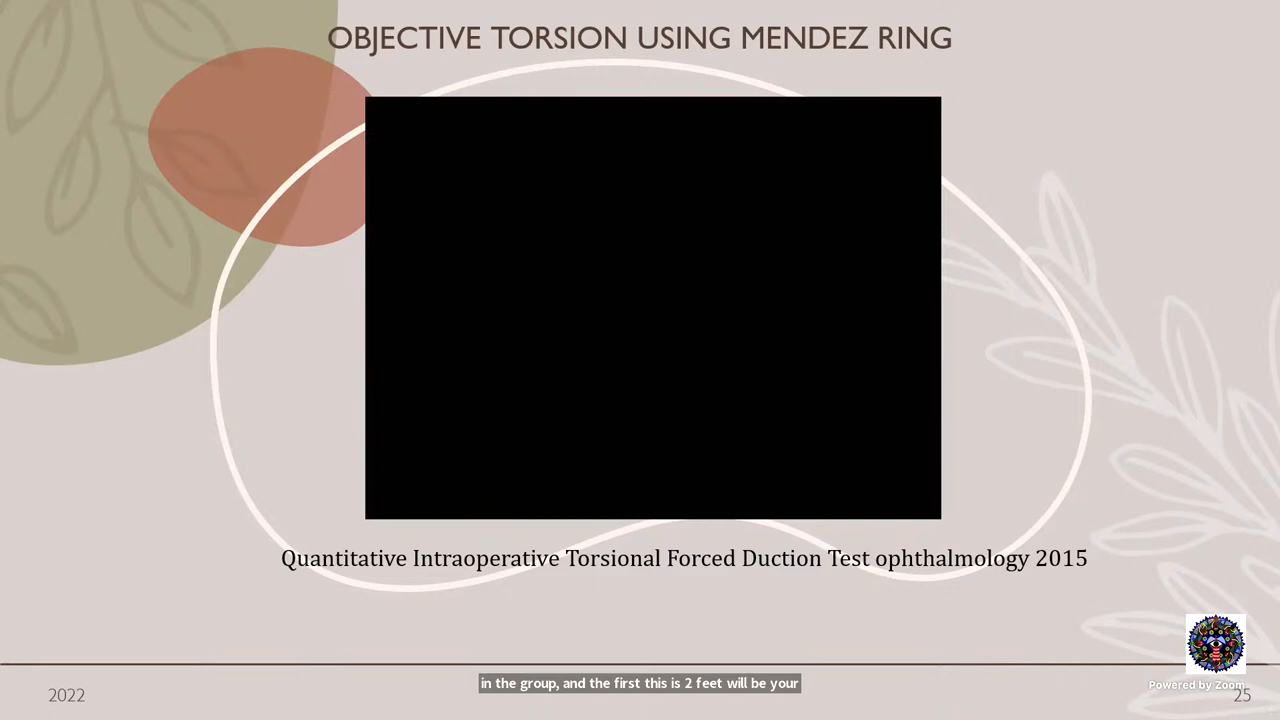 OBJECTIVE TORSION USING MENDEZ RING
Quantitative Intraoperative Torsional Forced Duction Test ophthalmology 2015
in the group, and the first this is 2 feet will be your
Powered by Zoom
2022
25